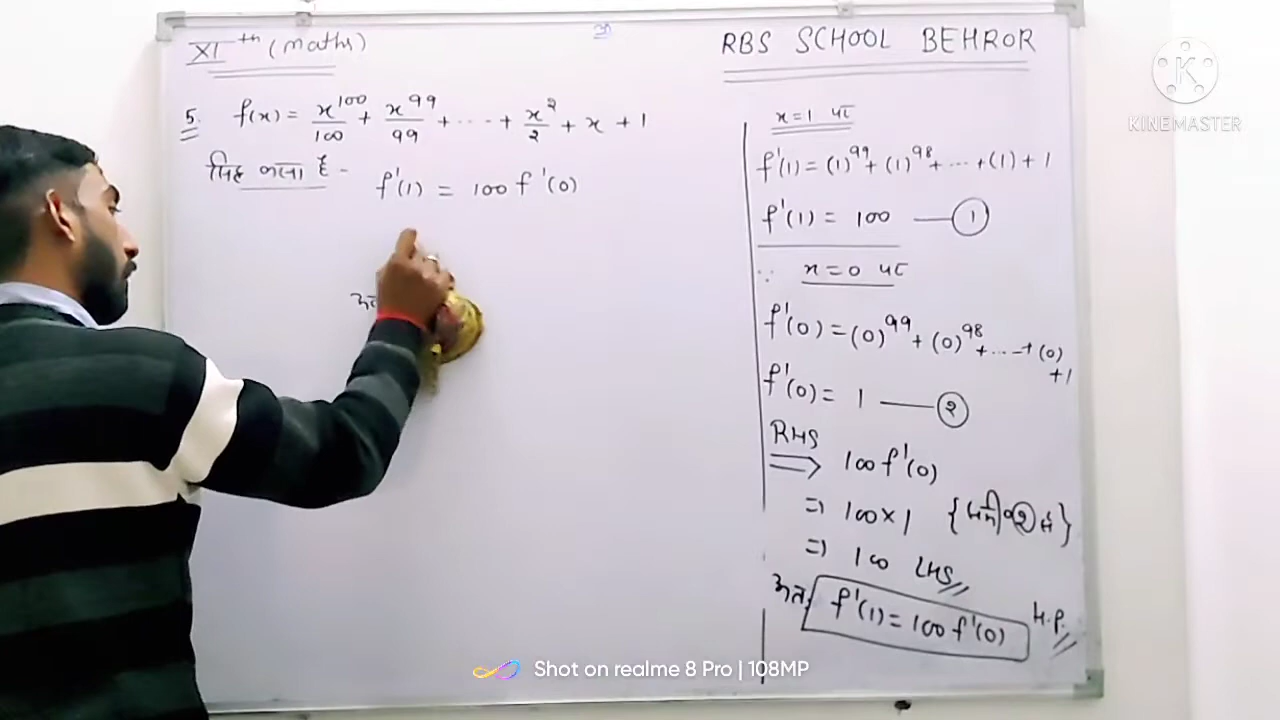 XI th (maths)
RBS SCHOOL BEHROR
5. f(x) = x^100/100 + x^99/99 + ---- + x^2/2 + x + 1
सिद्ध करना है -
f'(1) = 100 f'(0)
x = 1 पर
f'(1) = (1)^99 + (1)^98 + --- + (1) + 1
f'(1) = 100 —— ①
∵ x = 0 पर
f'(0) = (0)^99 + (0)^98 + ---- + (0)
+1
f'(0) = 1 —— ②
RHS
⇒ 100 f'(0)
⇒ 100 × 1 {समी० ② से}
⇒ 100 LHS
अतः f'(1) = 100 f'(0) H.P.
KINEMASTER
Shot on realme 8 Pro | 108MP